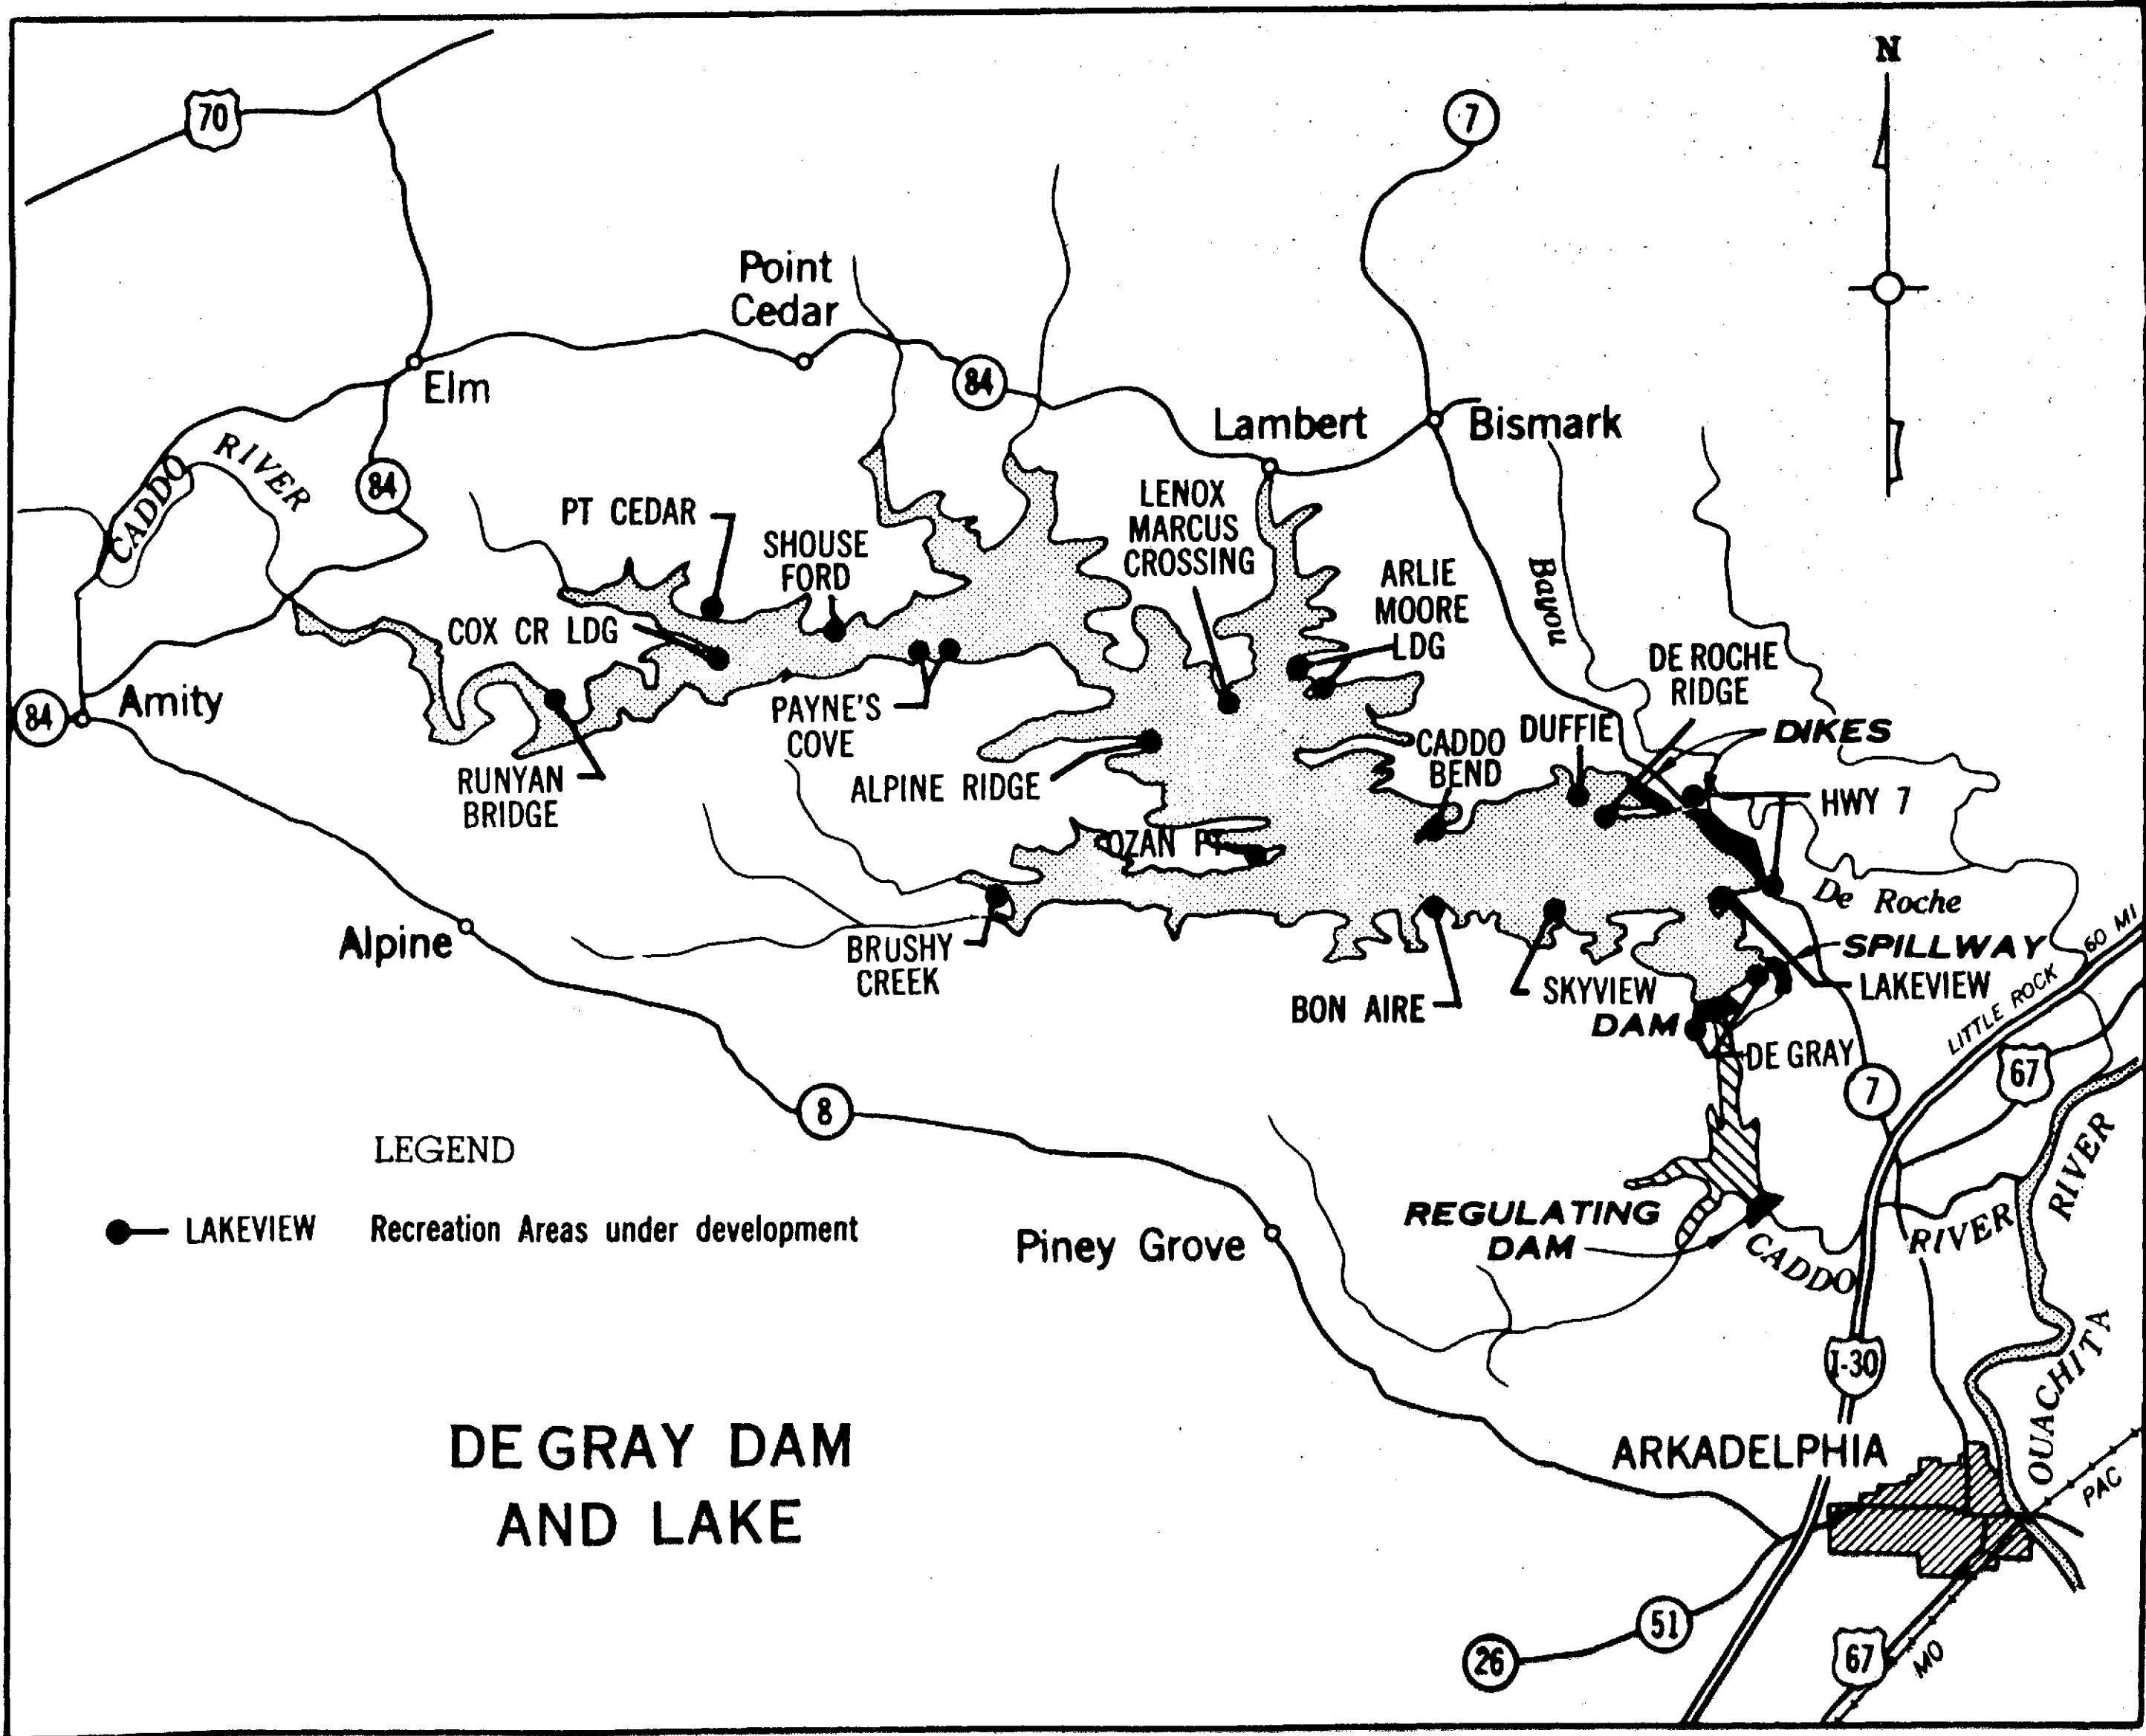 N
70
7
Point
Cedar
84
Elm
Lambert
Bismark
CADDO
RIVER
84
PT CEDAR
SHOUSE
FORD
LENOX
MARCUS
CROSSING
ARLIE
MOORE
LDG
Bayou
COX CR LDG
DE ROCHE
RIDGE
84
Amity
PAYNE'S
COVE
CADDO
BEND
DUFFIE
DIKES
RUNYAN
BRIDGE
ALPINE RIDGE
HWY 7
OZAN PT
De Roche
Alpine
BRUSHY
CREEK
BON AIRE
SKYVIEW
SPILLWAY
LAKEVIEW
DAM
DE GRAY
LITTLE ROCK 60 MI
67
7
8
LEGEND
LAKEVIEW Recreation Areas under development
Piney Grove
REGULATING
DAM
CADDO
RIVER
RIVER
OUACHITA
I-30
DE GRAY DAM
AND LAKE
ARKADELPHIA
PAC
51
26
67
MO